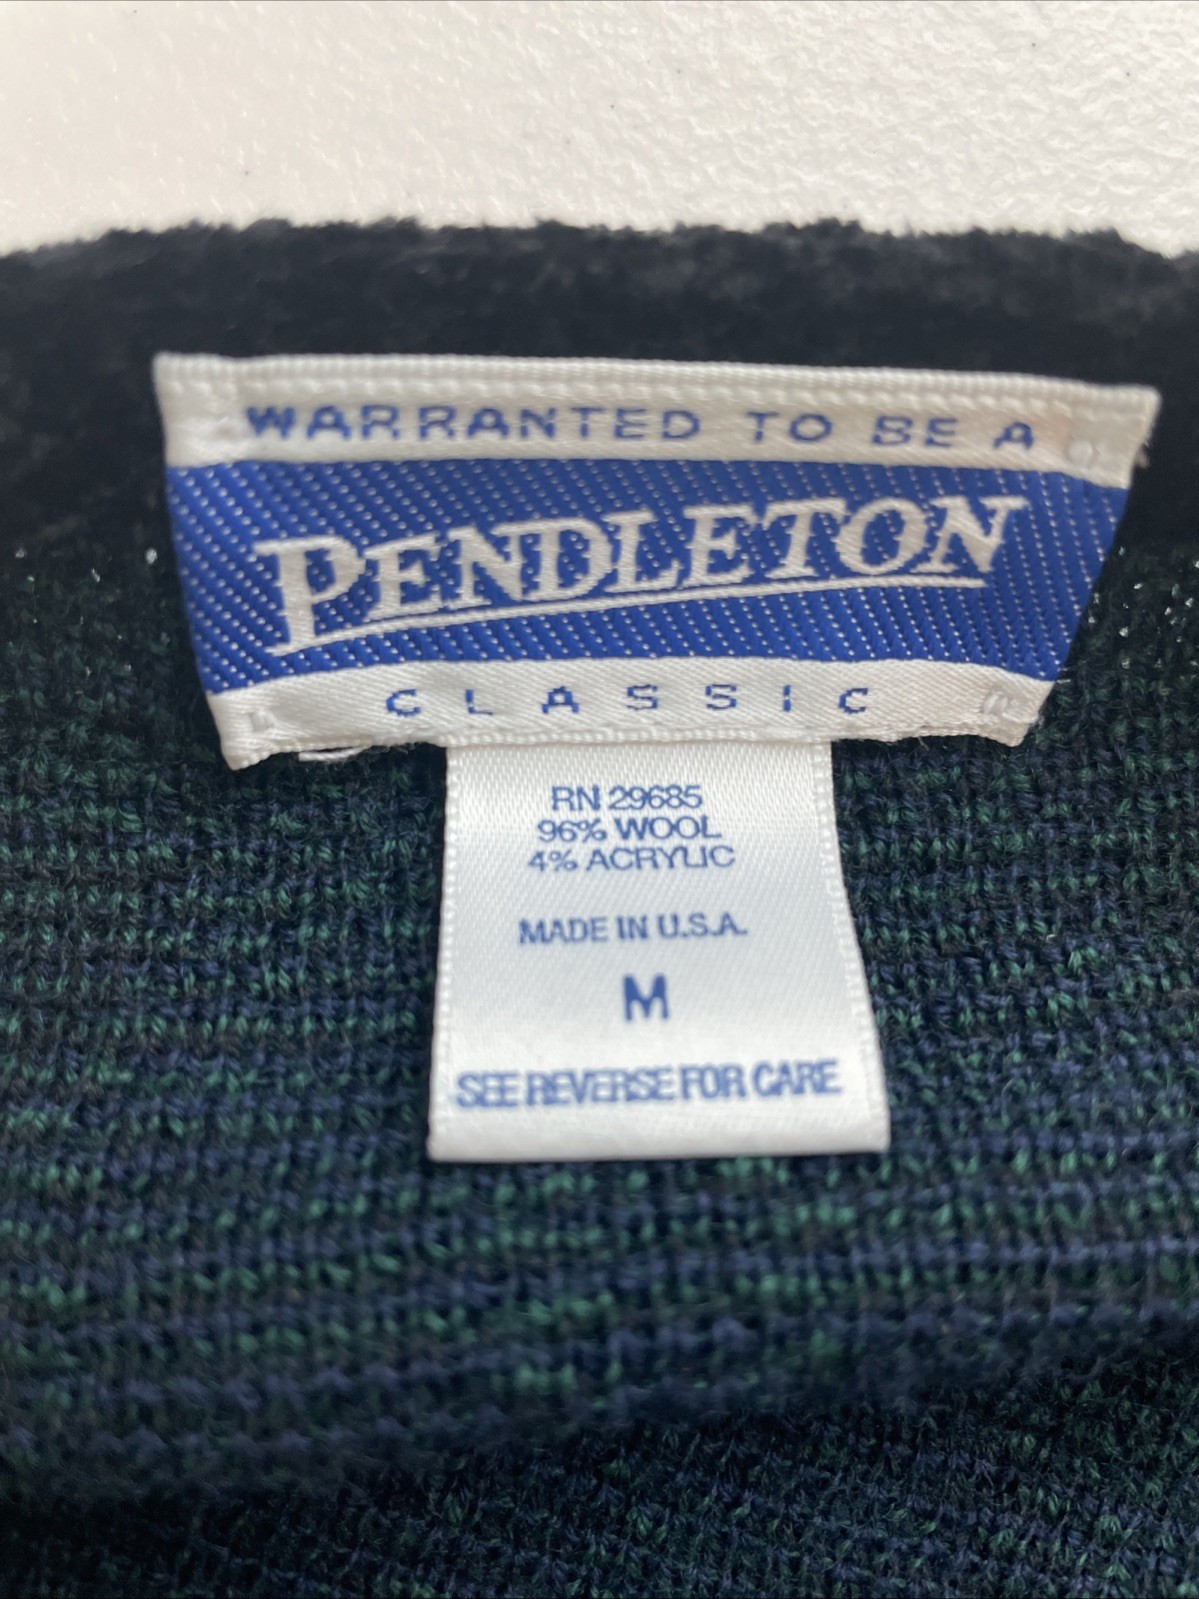 WARRANTED TO BE A
PENDLETON
CLASSIC
RN 29685
96% WOOL
4% ACRYLIC
MADE IN U.S.A.
M
SEE REVERSE FOR CARE